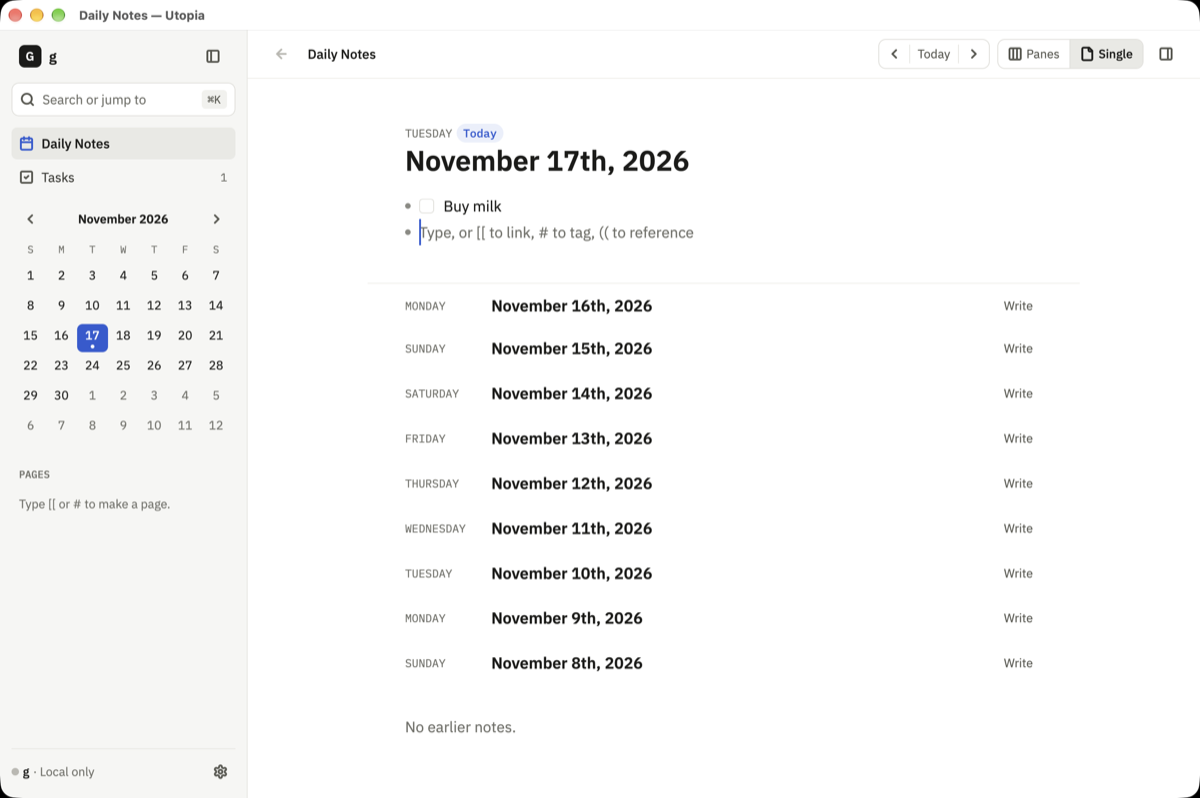 Daily Notes — Utopia
G g
Search or jump to ⌘K
Daily Notes
Tasks 1
November 2026
S M T W T F S
1 2 3 4 5 6 7
8 9 10 11 12 13 14
15 16 17 18 19 20 21
22 23 24 25 26 27 28
29 30 1 2 3 4 5
6 7 8 9 10 11 12
PAGES
Type [[ or # to make a page.
g · Local only
Daily Notes
Today
Panes
Single
TUESDAY Today
November 17th, 2026
Buy milk
Type, or [[ to link, # to tag, (( to reference
MONDAY November 16th, 2026 Write
SUNDAY November 15th, 2026 Write
SATURDAY November 14th, 2026 Write
FRIDAY November 13th, 2026 Write
THURSDAY November 12th, 2026 Write
WEDNESDAY November 11th, 2026 Write
TUESDAY November 10th, 2026 Write
MONDAY November 9th, 2026 Write
SUNDAY November 8th, 2026 Write
No earlier notes.